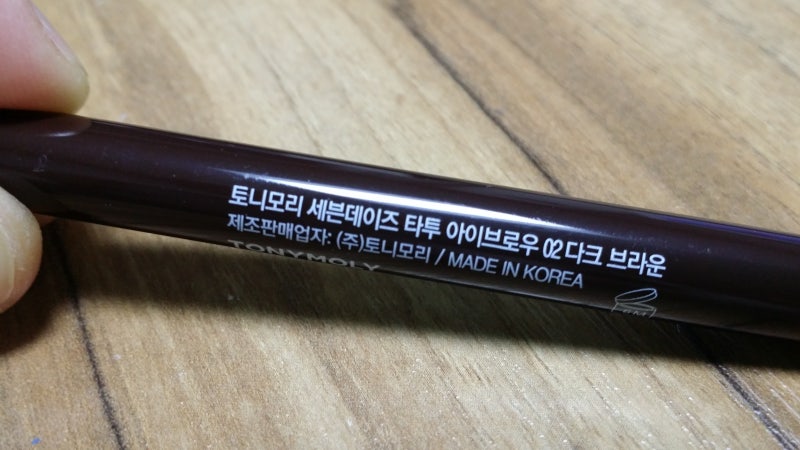 토니모리 세븐데이즈 타투 아이브로우 02 다크 브라운
제조판매업자: (주)토니모리 / MADE IN KOREA
TONYMOLY